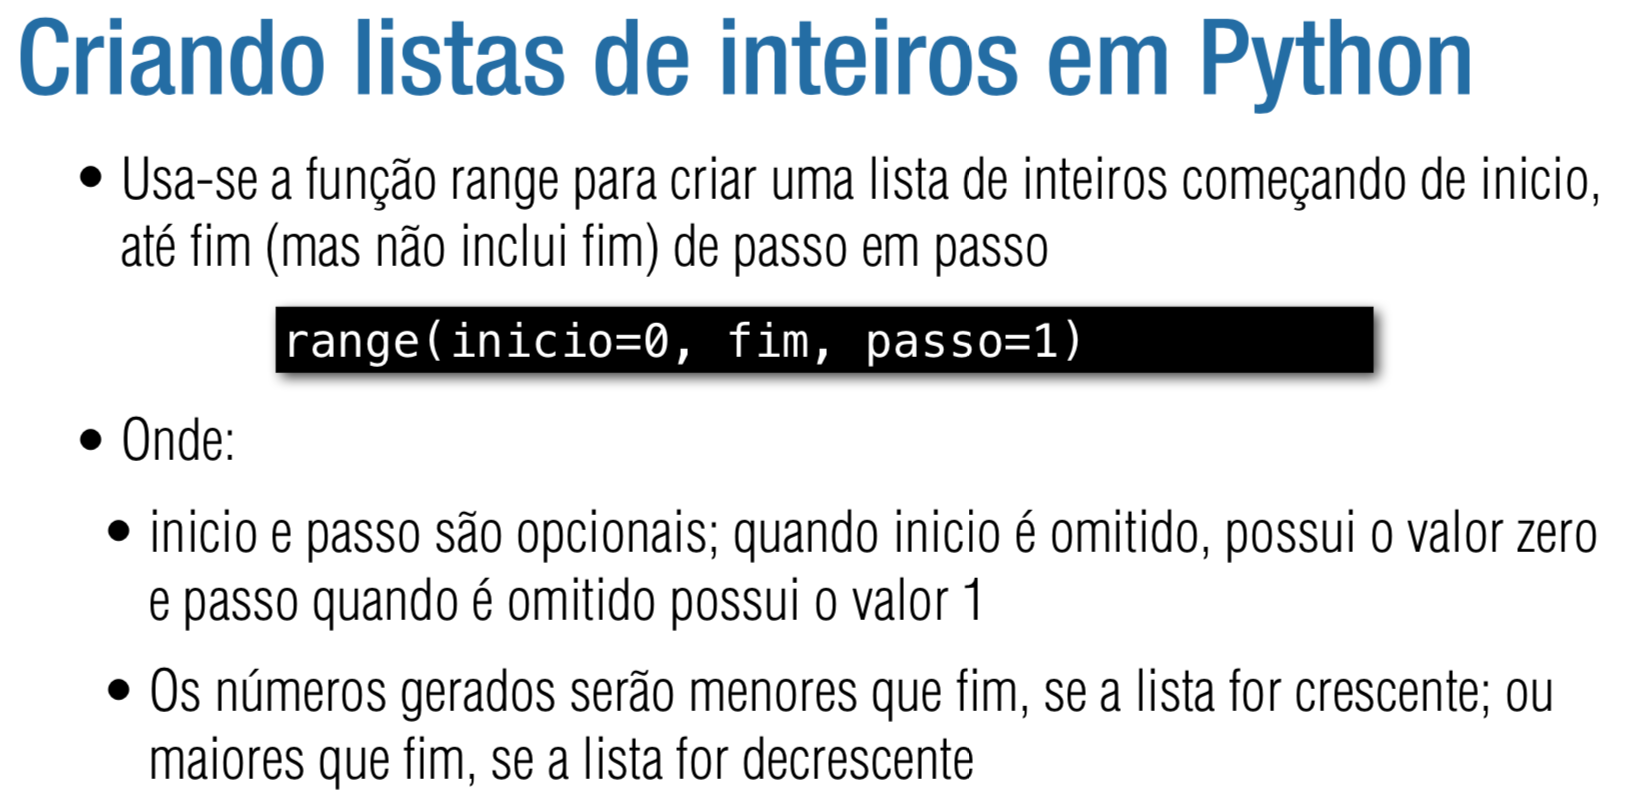 Criando listas de inteiros em Python
• Usa-se a função range para criar uma lista de inteiros começando de inicio,
até fim (mas não inclui fim) de passo em passo
range(inicio=0, fim, passo=1)
• Onde:
• inicio e passo são opcionais; quando inicio é omitido, possui o valor zero
e passo quando é omitido possui o valor 1
• Os números gerados serão menores que fim, se a lista for crescente; ou
maiores que fim, se a lista for decrescente